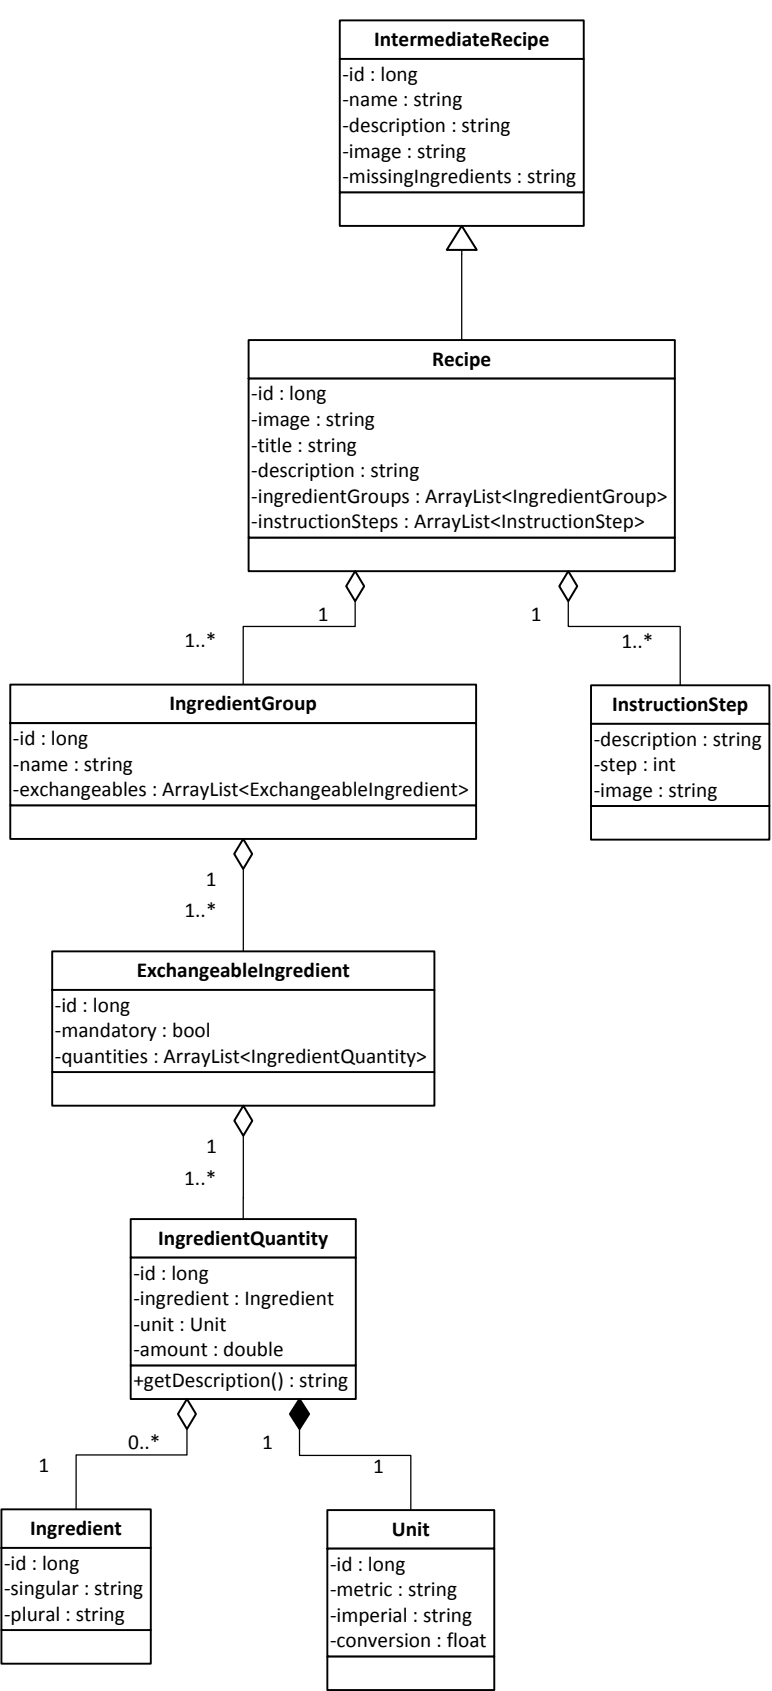 IntermediateRecipe
-id : long
-name : string
-description : string
-image : string
-missingIngredients : string
Recipe
-id : long
-image : string
-title : string
-description : string
-ingredientGroups : ArrayList<IngredientGroup>
-instructionSteps : ArrayList<InstructionStep>
1
1
1..*
1..*
IngredientGroup
-id : long
-name : string
-exchangeables : ArrayList<ExchangeableIngredient>
InstructionStep
-description : string
-step : int
-image : string
1
1..*
ExchangeableIngredient
-id : long
-mandatory : bool
-quantities : ArrayList<IngredientQuantity>
1
1..*
IngredientQuantity
-id : long
-ingredient : Ingredient
-unit : Unit
-amount : double
+getDescription() : string
0..*
1
1
1
Ingredient
-id : long
-singular : string
-plural : string
Unit
-id : long
-metric : string
-imperial : string
-conversion : float